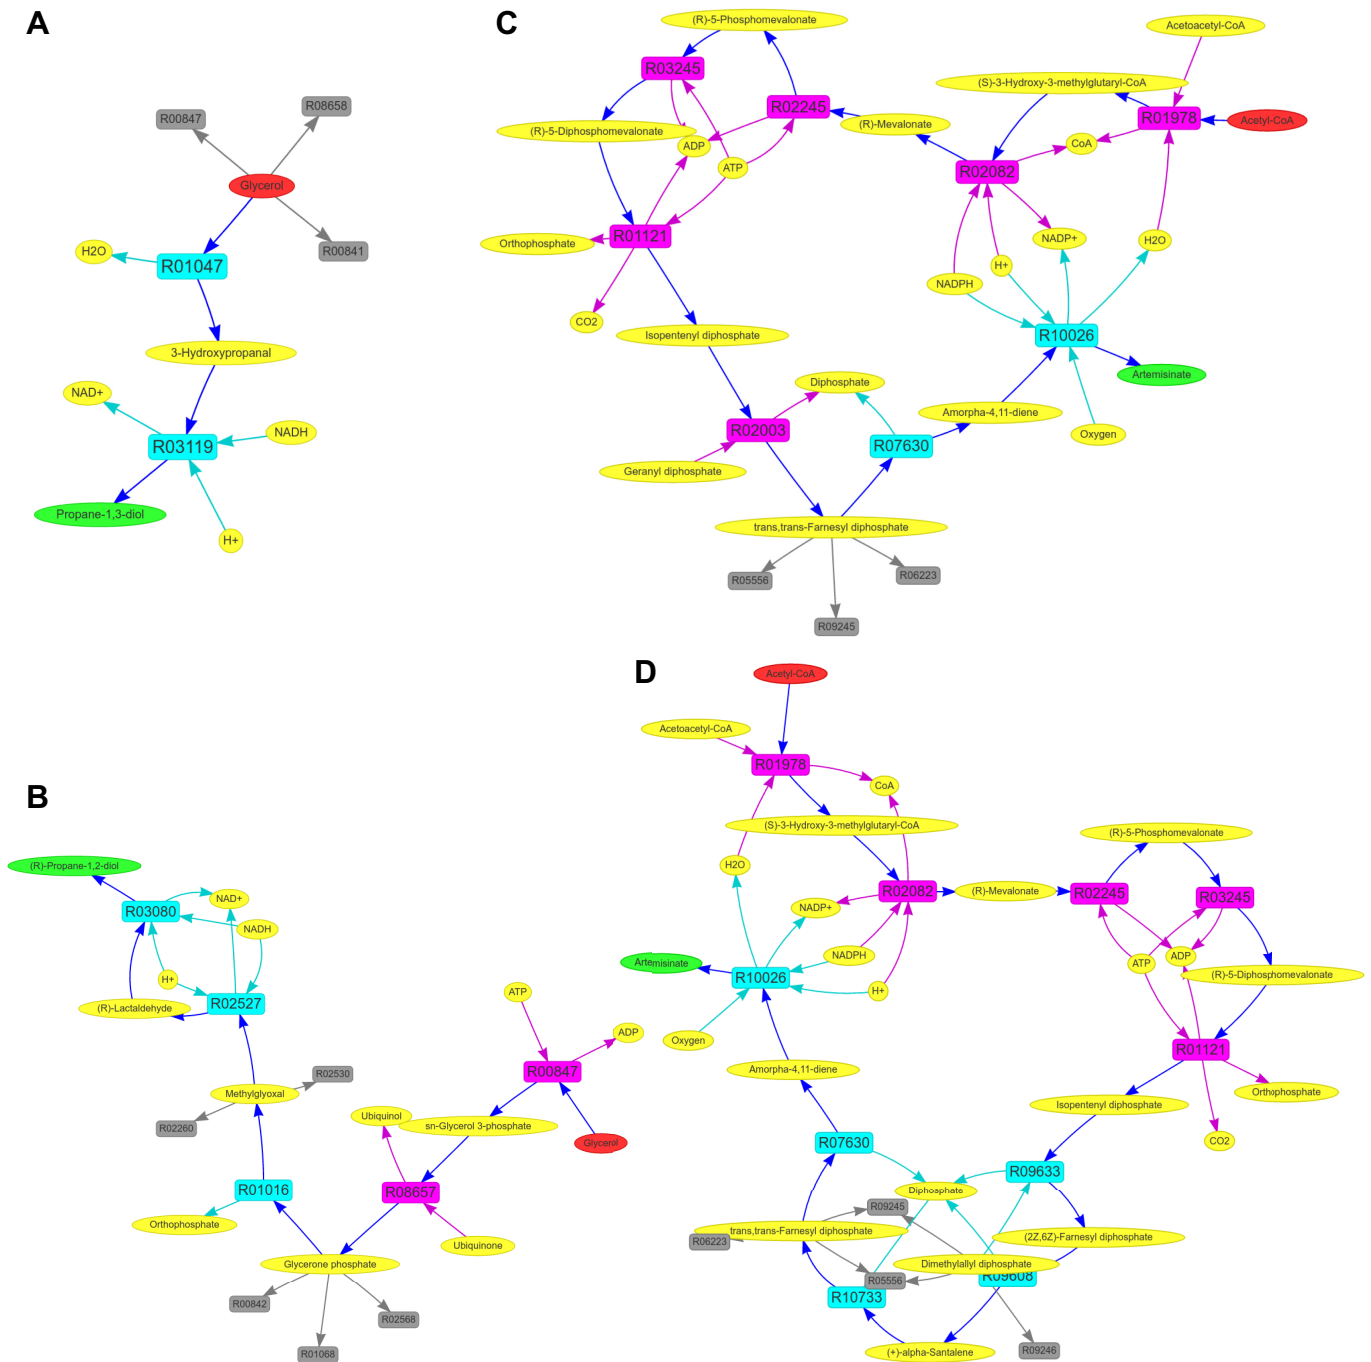 A
R00847
R08658
Glycerol
H2O
R01047
R00841
3-Hydroxypropanal
NAD+
R03119
NADH
Propane-1,3-diol
H+
C
(R)-5-Phosphomevalonate
Acetoacetyl-CoA
R03245
(S)-3-Hydroxy-3-methylglutaryl-CoA
R02245
(R)-5-Diphosphomevalonate
(R)-Mevalonate
R01978
Acetyl-CoA
ADP
CoA
ATP
R02082
R01121
Orthophosphate
NADP+
H2O
H+
NADPH
CO2
Isopentenyl diphosphate
R10026
Diphosphate
Artemisinate
Amorpha-4,11-diene
R02003
R07630
Oxygen
Geranyl diphosphate
trans,trans-Farnesyl diphosphate
R05556
R06223
R09245
B
(R)-Propane-1,2-diol
R03080
NAD+
NADH
H+
(R)-Lactaldehyde
R02527
ATP
ADP
R00847
R02530
Methylglyoxal
R02260
Ubiquinol
sn-Glycerol 3-phosphate
Glycerol
R01016
R08657
Orthophosphate
Ubiquinone
Glycerone phosphate
R00842
R02568
R01068
D
Acetyl-CoA
Acetoacetyl-CoA
R01978
CoA
(S)-3-Hydroxy-3-methylglutaryl-CoA
(R)-5-Phosphomevalonate
H2O
R02082
(R)-Mevalonate
R02245
R03245
NADP+
NADPH
ATP
ADP
Artemisinate
R10026
(R)-5-Diphosphomevalonate
H+
Oxygen
R01121
Amorpha-4,11-diene
Orthophosphate
Isopentenyl diphosphate
R07630
CO2
R09633
Diphosphate
R09245
trans,trans-Farnesyl diphosphate
R06223
(2Z,6Z)-Farnesyl diphosphate
Dimethylallyl diphosphate
R05556
R09608
R10733
(+)-alpha-Santalene
R09246